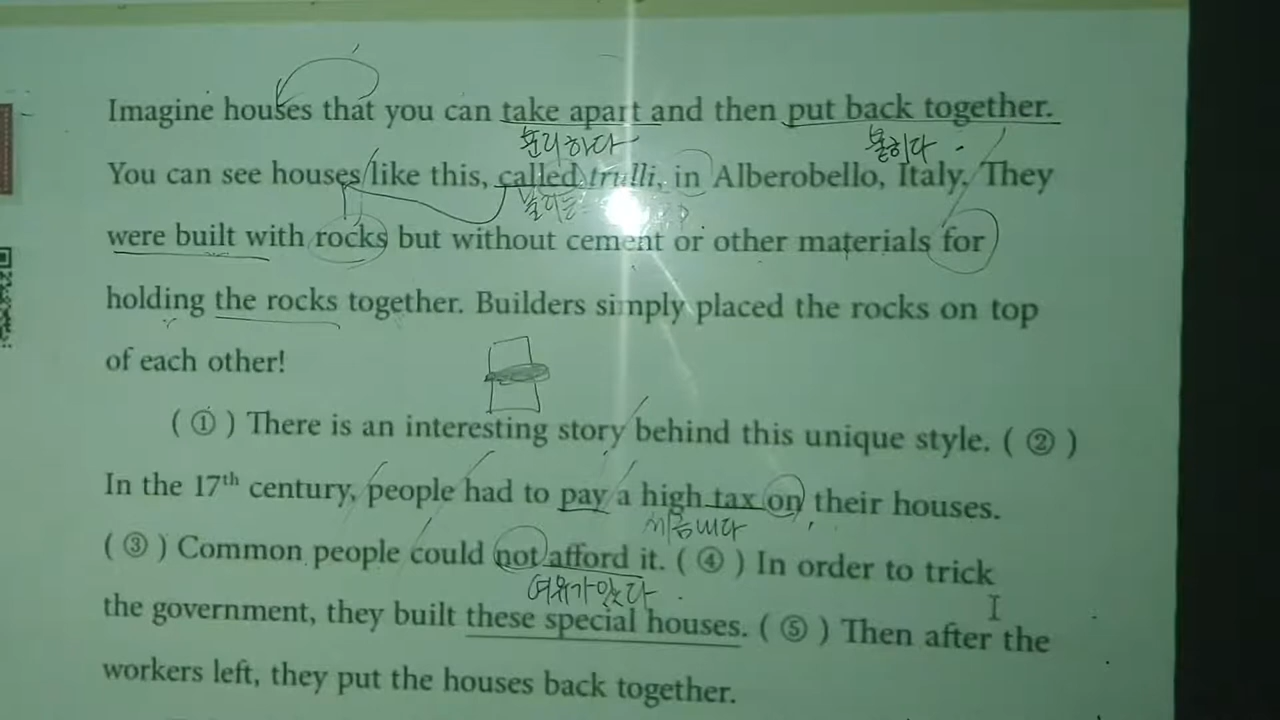 Imagine houses that you can take apart and then put back together.
분리하다 붙히다
You can see houses like this, called trulli, in Alberobello, Italy. They
불리는
were built with rocks but without cement or other materials for
holding the rocks together. Builders simply placed the rocks on top
of each other!
( ① ) There is an interesting story behind this unique style. ( ② )
In the 17th century, people had to pay a high tax on their houses.
세금내다
( ③ ) Common people could not afford it. ( ④ ) In order to trick
여유가있다
the government, they built these special houses. ( ⑤ ) Then after the
workers left, they put the houses back together.